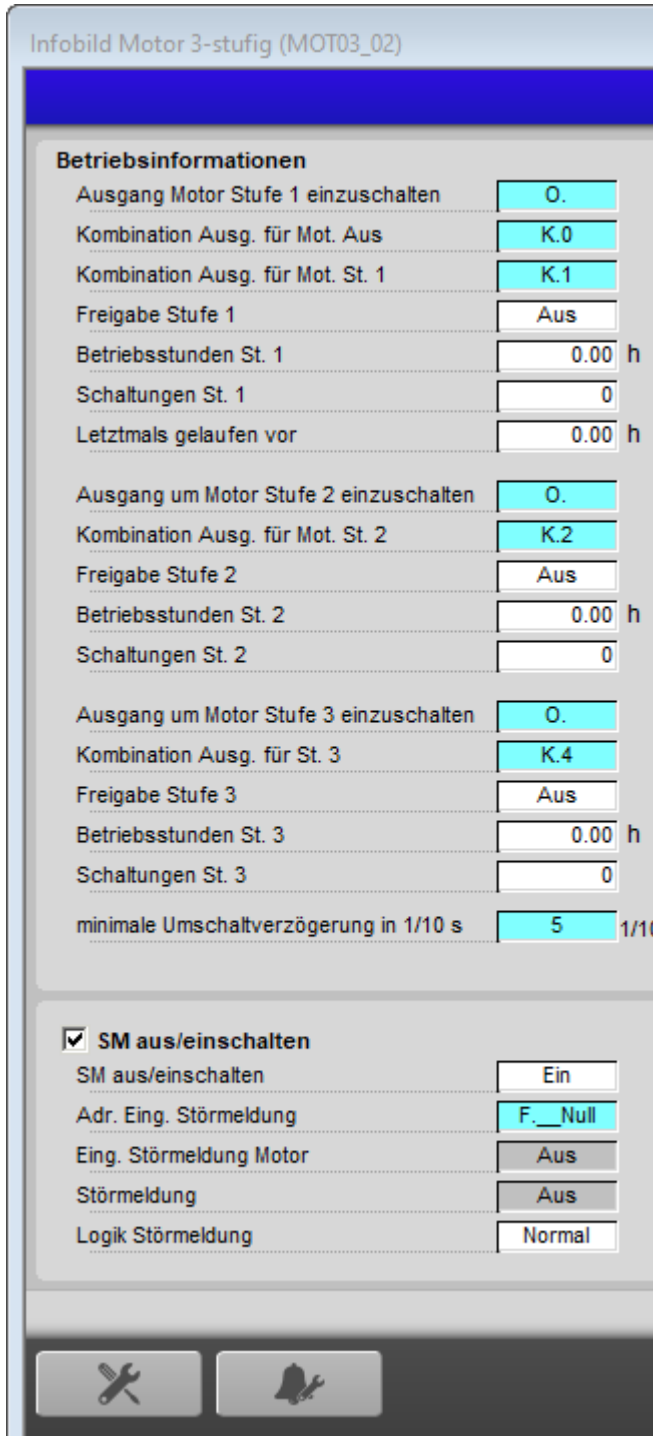 Infobild Motor 3-stufig (MOT03_02)
Betriebsinformationen
Ausgang Motor Stufe 1 einzuschalten O.
Kombination Ausg. für Mot. Aus K.0
Kombination Ausg. für Mot. St. 1 K.1
Freigabe Stufe 1 Aus
Betriebsstunden St. 1 0.00 h
Schaltungen St. 1 0
Letztmals gelaufen vor 0.00 h
Ausgang um Motor Stufe 2 einzuschalten O.
Kombination Ausg. für Mot. St. 2 K.2
Freigabe Stufe 2 Aus
Betriebsstunden St. 2 0.00 h
Schaltungen St. 2 0
Ausgang um Motor Stufe 3 einzuschalten O.
Kombination Ausg. für St. 3 K.4
Freigabe Stufe 3 Aus
Betriebsstunden St. 3 0.00 h
Schaltungen St. 3 0
minimale Umschaltverzögerung in 1/10 s 5 1/10
SM aus/einschalten
SM aus/einschalten Ein
Adr. Eing. Störmeldung F.__Null
Eing. Störmeldung Motor Aus
Störmeldung Aus
Logik Störmeldung Normal